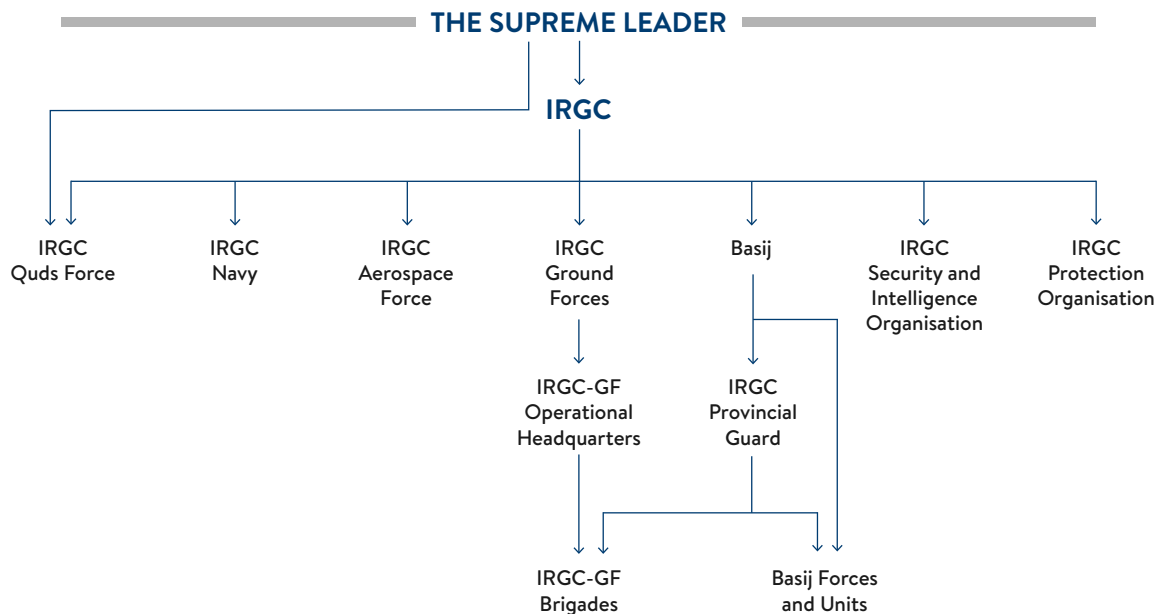 THE SUPREME LEADER
IRGC
IRGC
Quds Force
IRGC
Navy
IRGC
Aerospace
Force
IRGC
Ground
Forces
Basij
IRGC
Security and
Intelligence
Organisation
IRGC
Protection
Organisation
IRGC-GF
Operational
Headquarters
IRGC
Provincial
Guard
IRGC-GF
Brigades
Basij Forces
and Units